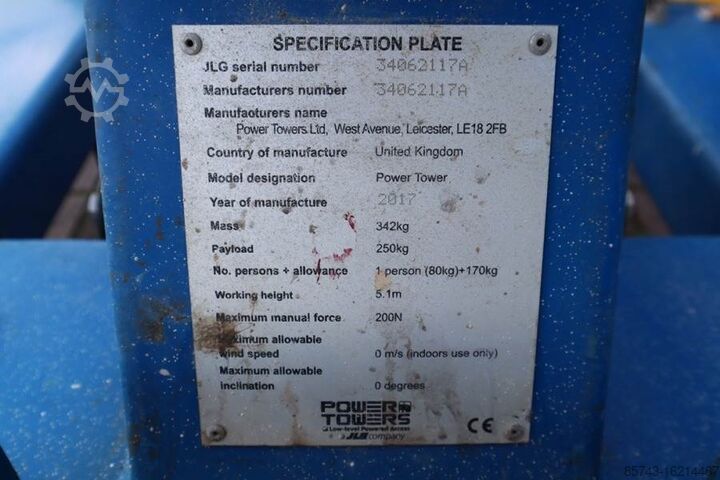 SPECIFICATION PLATE
JLG serial number 34062117A
Manufacturers number 34062117A
Manufacturers name
Power Towers Ltd, West Avenue, Leicester, LE18 2FB
Country of manufacture United Kingdom
Model designation Power Tower
Year of manufacture 2017
Mass 342kg
Payload 250kg
No. persons + allowance 1 person (80kg)+170kg
Working height 5.1m
Maximum manual force 200N
Maximum allowable
wind speed 0 m/s (indoors use only)
Maximum allowable
inclination 0 degrees
POWER
TOWERS
Low-level Powered Access
a JLG company
CE
85743-16214487